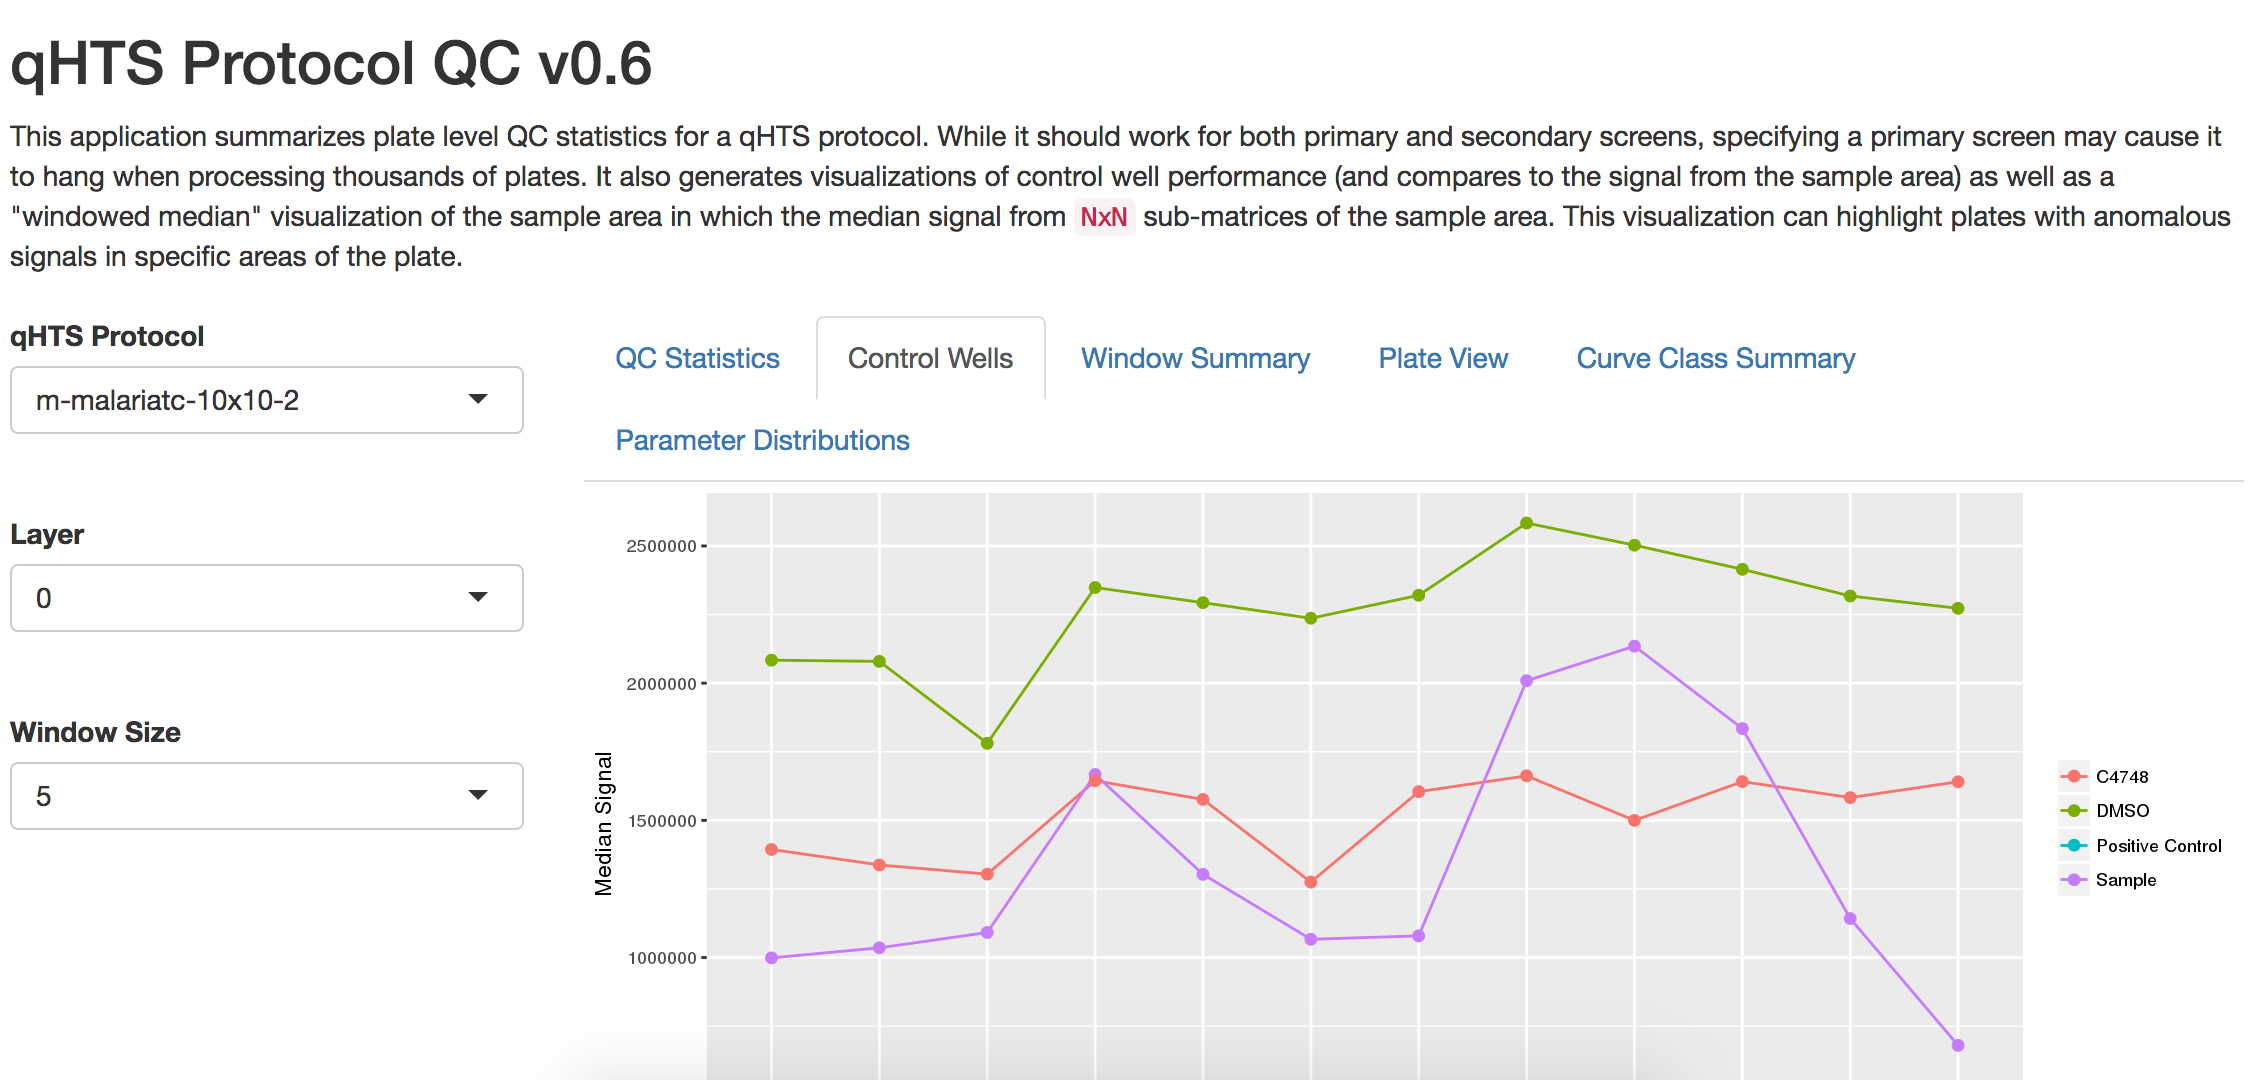 qHTS Protocol QC v0.6
This application summarizes plate level QC statistics for a qHTS protocol. While it should work for both primary and secondary screens, specifying a primary screen may cause it
to hang when processing thousands of plates. It also generates visualizations of control well performance (and compares to the signal from the sample area) as well as a
"windowed median" visualization of the sample area in which the median signal from NxN sub-matrices of the sample area. This visualization can highlight plates with anomalous
signals in specific areas of the plate.
qHTS Protocol
m-malariatc-10x10-2
Layer
0
Window Size
5
QC Statistics
Control Wells
Window Summary
Plate View
Curve Class Summary
Parameter Distributions
2500000
2000000
1500000
1000000
Median Signal
C4748
DMSO
Positive Control
Sample